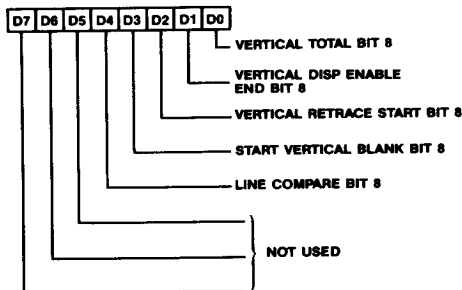 D7 D6 D5 D4 D3 D2 D1 D0
VERTICAL TOTAL BIT 8
VERTICAL DISP ENABLE
END BIT 8
VERTICAL RETRACE START BIT 8
START VERTICAL BLANK BIT 8
LINE COMPARE BIT 8
NOT USED